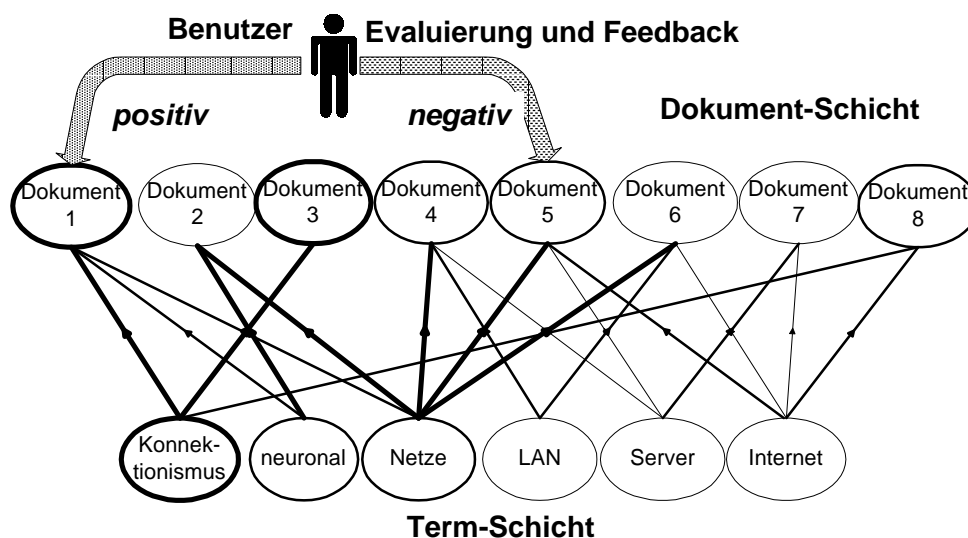 Benutzer
Evaluierung und Feedback
positiv
negativ
Dokument-Schicht
Dokument
1
Dokument
2
Dokument
3
Dokument
4
Dokument
5
Dokument
6
Dokument
7
Dokument
8
Konnek-
tionismus
neuronal
Netze
LAN
Server
Internet
Term-Schicht